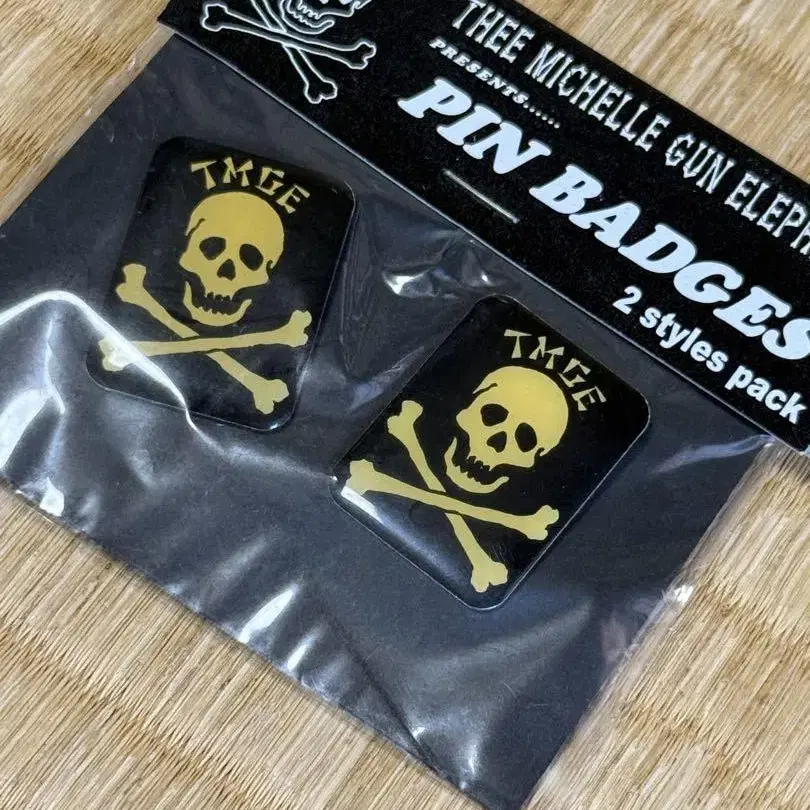 THEE MICHELLE GUN ELEPH
PRESENTS......
PIN BADGES
2 styles pack
TMGE
TMGE